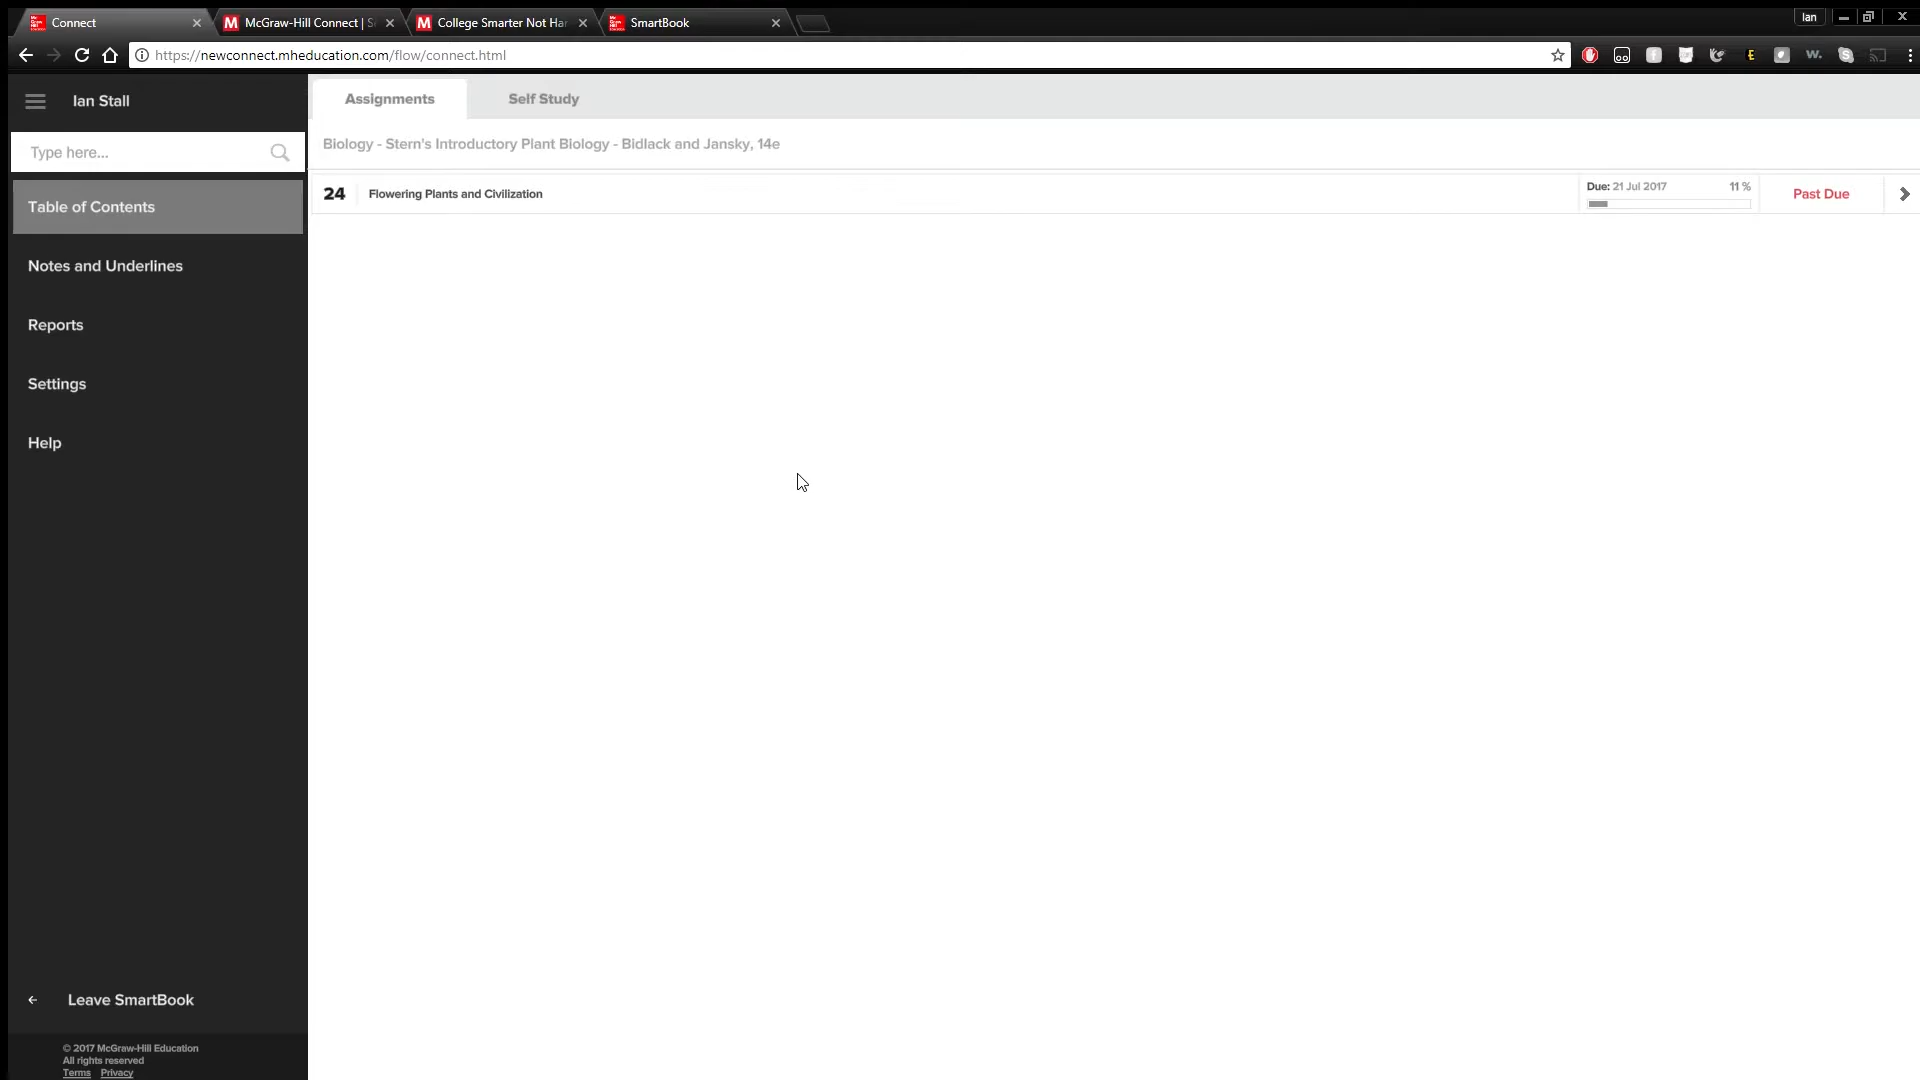 Connect
McGraw-Hill Connect | S
College Smarter Not Har
SmartBook
Ian
https://newconnect.mheducation.com/flow/connect.html
Ian Stall
Assignments
Self Study
Type here...
Biology - Stern's Introductory Plant Biology - Bidlack and Jansky, 14e
Table of Contents
24
Flowering Plants and Civilization
Due: 21 Jul 2017
11 %
Past Due
Notes and Underlines
Reports
Settings
Help
Leave SmartBook
© 2017 McGraw-Hill Education
All rights reserved
Terms Privacy